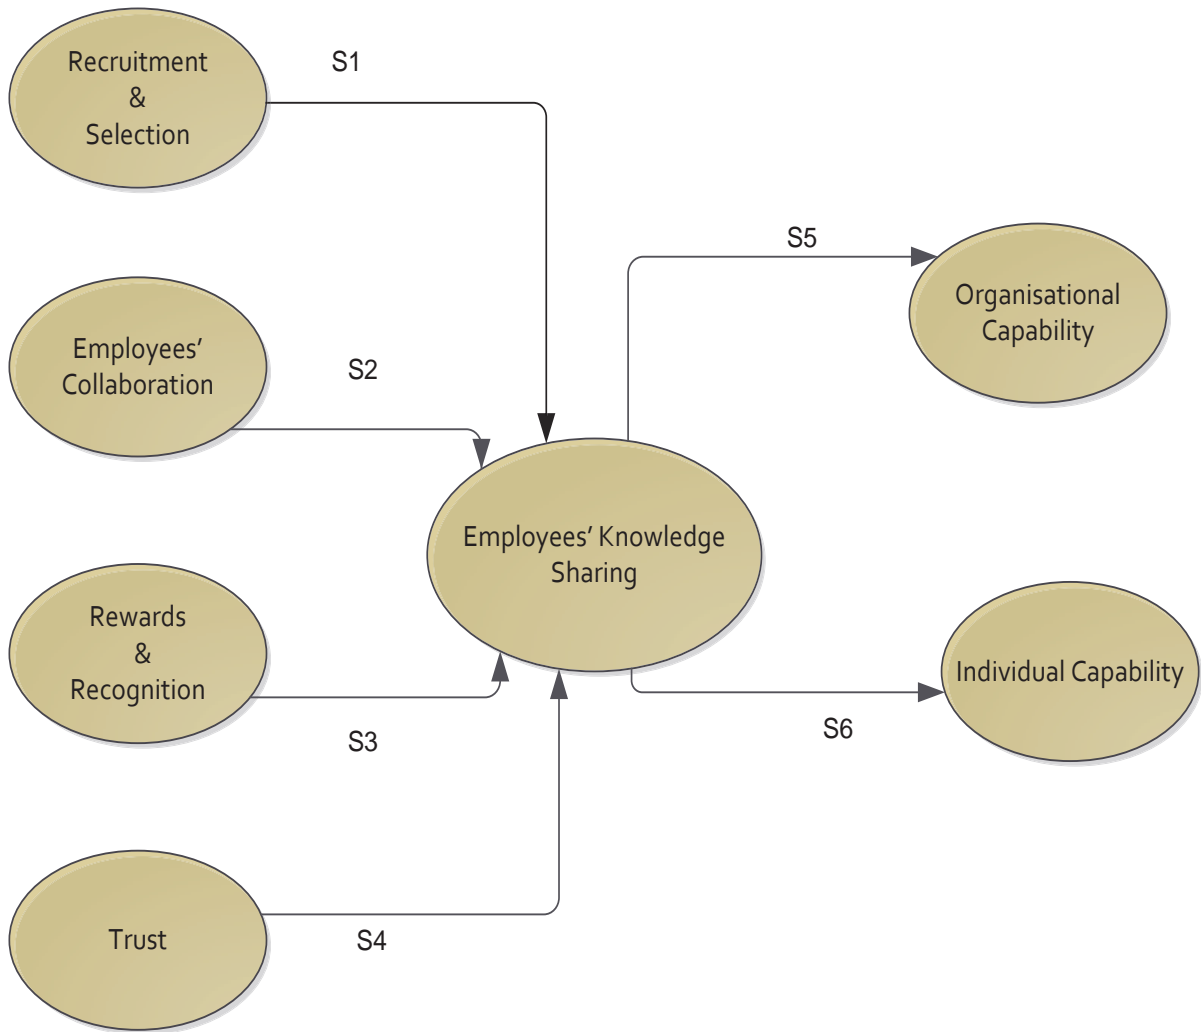 Recruitment
&
Selection
S1
Employees’
Collaboration
S2
Rewards
&
Recognition
S3
Trust
S4
Employees’ Knowledge
Sharing
S5
Organisational
Capability
Individual Capability
S6